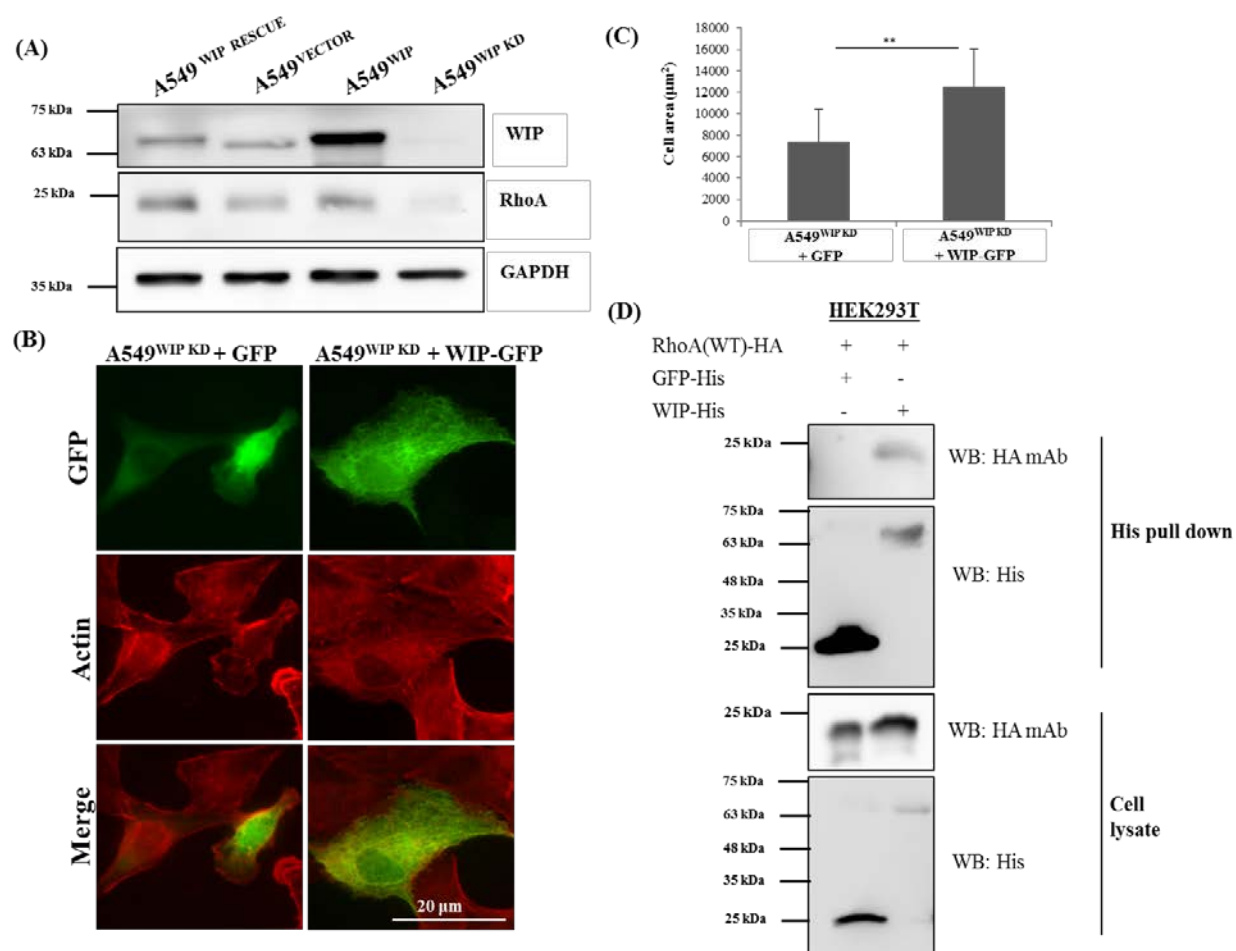 (A)
A549 WIP RESCUE
A549 VECTOR
A549 WIP
A549 WIP KD
75 kDa
63 kDa
WIP
25 kDa
RhoA
35 kDa
GAPDH
(B)
A549 WIP KD + GFP
A549 WIP KD + WIP-GFP
GFP
Actin
Merge
20 µm
(C)
Cell area (µm²)
18000
16000
14000
12000
10000
8000
6000
4000
2000
0
**
A549 WIP KD
+ GFP
A549 WIP KD
+ WIP-GFP
(D)
HEK293T
RhoA(WT)-HA + +
GFP-His + -
WIP-His - +
25 kDa
WB: HA mAb
75 kDa
63 kDa
48 kDa
35 kDa
25 kDa
WB: His
His pull down
25 kDa
WB: HA mAb
75 kDa
63 kDa
48 kDa
35 kDa
25 kDa
WB: His
Cell
lysate